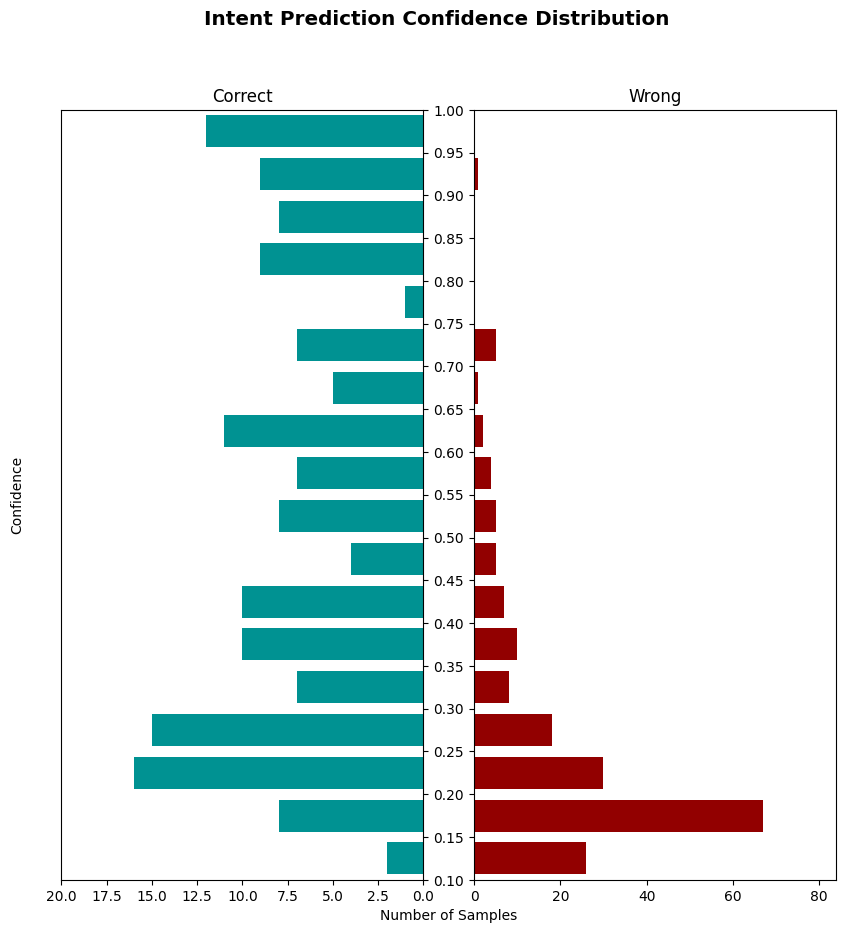 Intent Prediction Confidence Distribution
Correct
Wrong
1.00
0.95
0.90
0.85
0.80
0.75
0.70
0.65
0.60
0.55
0.50
0.45
0.40
0.35
0.30
0.25
0.20
0.15
0.10
Confidence
20.0 17.5 15.0 12.5 10.0 7.5 5.0 2.5 0.0
0 20 40 60 80
Number of Samples